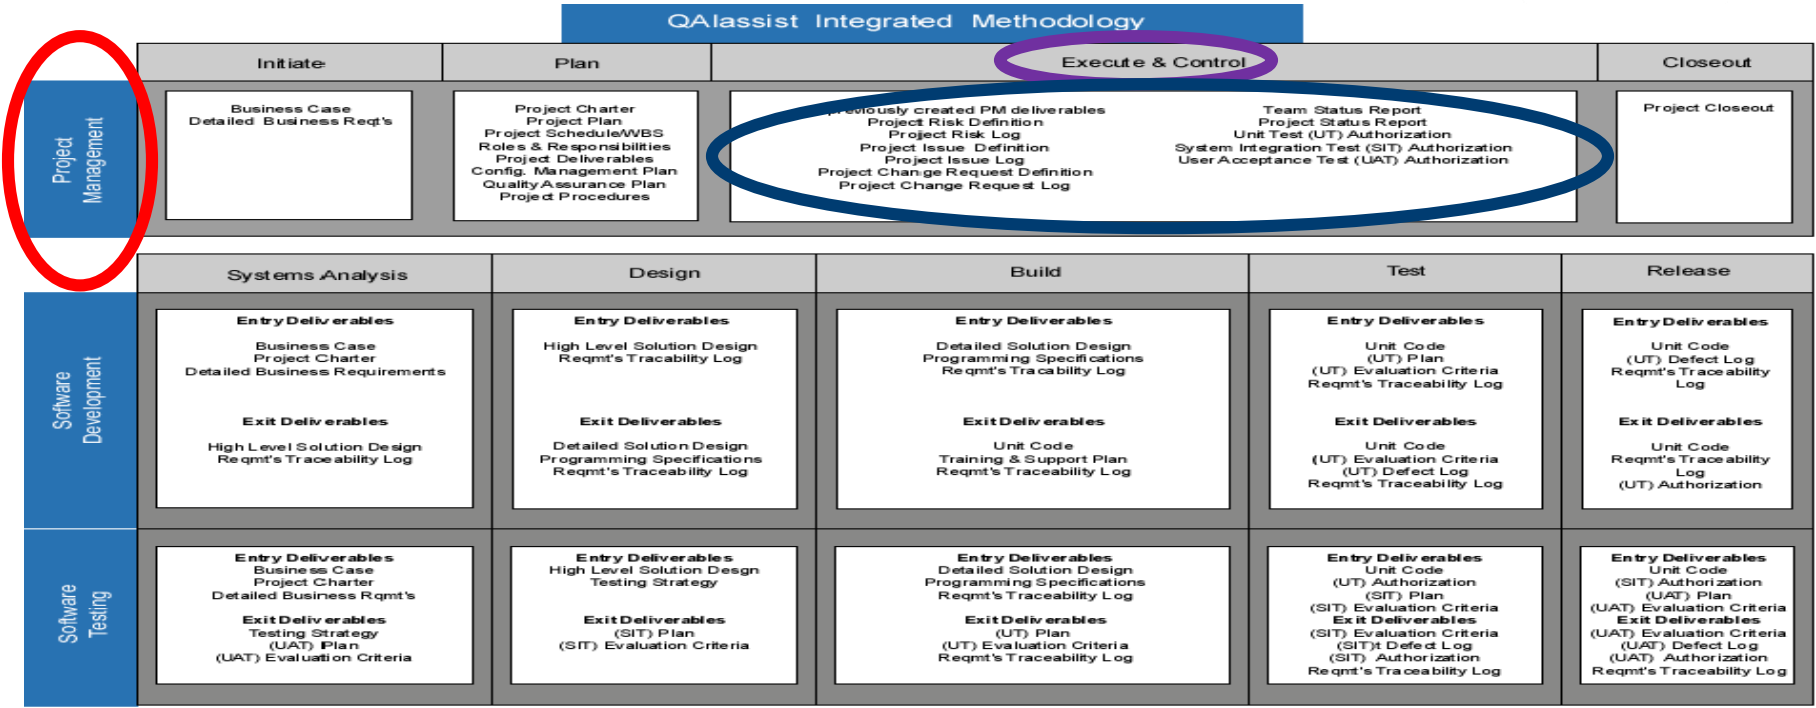 QAIassist Integrated Methodology
Initiate
Plan
Execute & Control
Closeout
Project
Management
Business Case
Detailed Business Reqt's
Project Charter
Project Plan
Project Schedule/WBS
Roles & Responsibilities
Project Deliverables
Config. Management Plan
Quality Assurance Plan
Project Procedures
created PM deliverables
Project Risk Definition
Project Risk Log
Project Issue Definition
Project Issue Log
Project Change Request Definition
Project Change Request Log
Team Status Report
Project Status Report
Unit Test (UT) Authorization
System Integration Test (SIT) Authorization
User Acceptance Test (UAT) Authorization
Project Closeout
Systems Analysis
Design
Build
Test
Release
Software
Development
Entry Deliverables
Business Case
Project Charter
Detailed Business Requirements
Exit Deliverables
High Level Solution Design
Reqmt's Traceability Log
Entry Deliverables
High Level Solution Design
Reqmt's Tracability Log
Exit Deliverables
Detailed Solution Design
Programming Specifications
Reqmt's Traceability Log
Entry Deliverables
Detailed Solution Design
Programming Specifications
Reqmt's Tracability Log
Exit Deliverables
Unit Code
Training & Support Plan
Reqmt's Traceability Log
Entry Deliverables
Unit Code
(UT) Plan
(UT) Evaluation Criteria
Reqmt's Traceability Log
Exit Deliverables
Unit Code
(UT) Evaluation Criteria
(UT) Defect Log
Reqmt's Traceability Log
Entry Deliverables
Unit Code
(UT) Defect Log
Reqmt's Traceability
Log
Exit Deliverables
Unit Code
Reqmt's Traceability
Log
(UT) Authorization
Software
Testing
Entry Deliverables
Business Case
Project Charter
Detailed Business Rqmt's
Exit Deliverables
Testing Strategy
(UAT) Plan
(UAT) Evaluation Criteria
Entry Deliverables
High Level Solution Desgn
Testing Strategy
Exit Deliverables
(SIT) Plan
(SIT) Evaluation Criteria
Entry Deliverables
Detailed Solution Design
Programming Specifications
Reqmt's Traceability Log
Exit Deliverables
(UT) Plan
(UT) Evaluation Criteria
Reqmt's Traceability Log
Entry Deliverables
Unit Code
(UT) Authorization
(SIT) Plan
(SIT) Evaluation Criteria
Exit Deliverables
(SIT) Evaluation Criteria
(SIT)t Defect Log
(SIT) Authorization
Reqmt's Traceability Log
Entry Deliverables
Unit Code
(SIT) Authorization
(UAT) Plan
(UAT) Evaluation Criteria
Exit Deliverables
(UAT) Evaluation Criteria
(UAT) Defect Log
(UAT) Authorization
Reqmt's Traceability Log